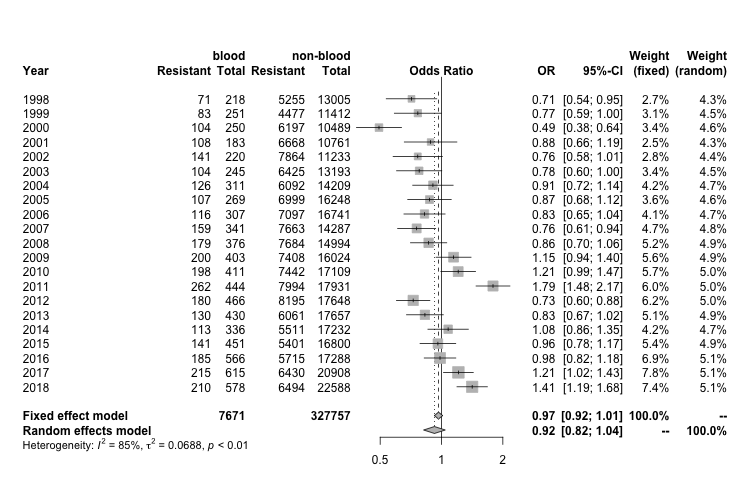 blood non-blood Weight Weight
Year Resistant Total Resistant Total Odds Ratio OR 95%-CI (fixed) (random)
1998 71 218 5255 13005 0.71 [0.54; 0.95] 2.7% 4.3%
1999 83 251 4477 11412 0.77 [0.59; 1.00] 3.1% 4.5%
2000 104 250 6197 10489 0.49 [0.38; 0.64] 3.4% 4.6%
2001 108 183 6668 10761 0.88 [0.66; 1.19] 2.5% 4.3%
2002 141 220 7864 11233 0.76 [0.58; 1.01] 2.8% 4.4%
2003 104 245 6425 13193 0.78 [0.60; 1.00] 3.3% 4.5%
2004 126 311 6092 14209 0.91 [0.72; 1.14] 4.2% 4.7%
2005 107 269 6999 16248 0.87 [0.68; 1.12] 3.5% 4.6%
2006 116 307 7097 16741 0.83 [0.65; 1.04] 4.1% 4.7%
2007 159 341 7663 14287 0.76 [0.61; 0.94] 4.7% 4.8%
2008 179 376 7684 14994 0.86 [0.70; 1.06] 5.2% 4.9%
2009 200 403 7408 16024 1.15 [0.94; 1.40] 5.6% 4.9%
2010 198 411 7442 17109 1.21 [0.99; 1.47] 5.7% 5.0%
2011 262 444 7994 17931 1.79 [1.48; 2.17] 6.0% 5.0%
2012 180 466 8195 17648 0.73 [0.60; 0.88] 6.2% 5.0%
2013 130 430 6061 17657 0.83 [0.67; 1.02] 5.1% 4.9%
2014 113 336 5511 17232 1.08 [0.86; 1.35] 4.2% 4.7%
2015 141 451 5401 16800 0.96 [0.78; 1.17] 5.4% 4.9%
2016 185 566 5715 17288 0.98 [0.82; 1.18] 6.9% 5.1%
2017 215 615 6430 20908 1.21 [1.02; 1.43] 7.8% 5.1%
2018 210 578 6494 22588 1.41 [1.19; 1.68] 7.4% 5.1%
Fixed effect model 7671 327757 0.97 [0.92; 1.01] 100.0% --
Random effects model 0.92 [0.82; 1.04] -- 100.0%
Heterogeneity: I² = 85%, τ² = 0.0688, p < 0.01
0.5 1 2